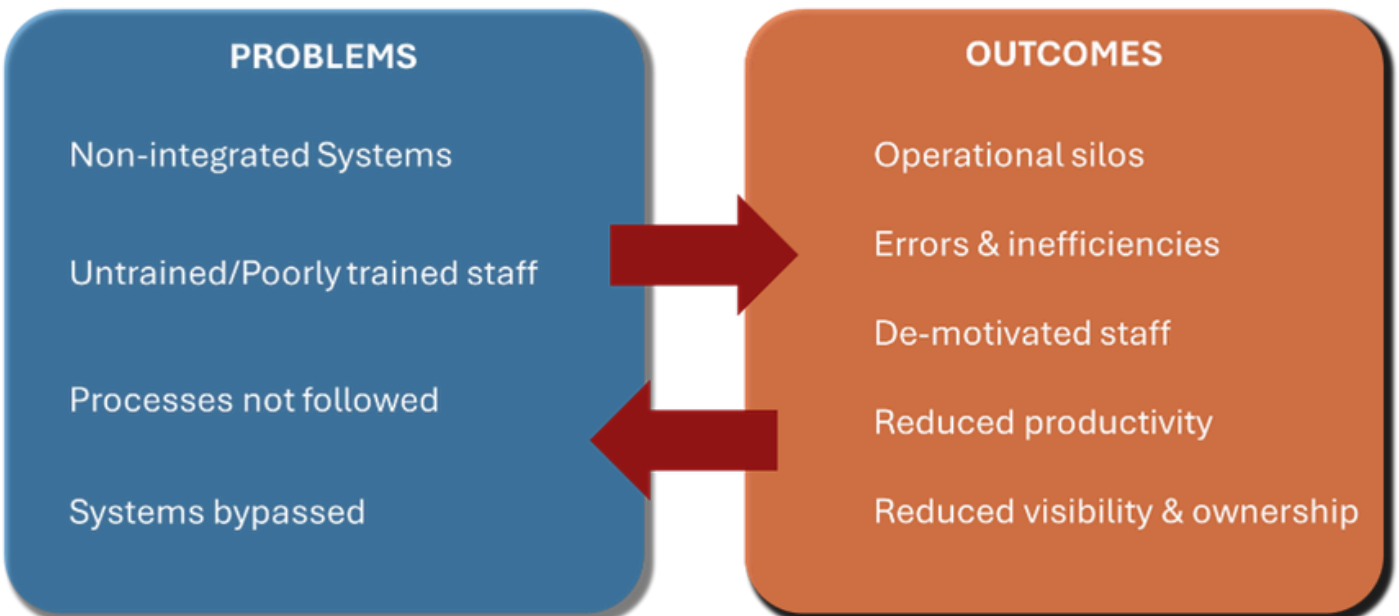 PROBLEMS
Non-integrated Systems
Untrained/Poorly trained staff
Processes not followed
Systems bypassed
OUTCOMES
Operational silos
Errors & inefficiencies
De-motivated staff
Reduced productivity
Reduced visibility & ownership